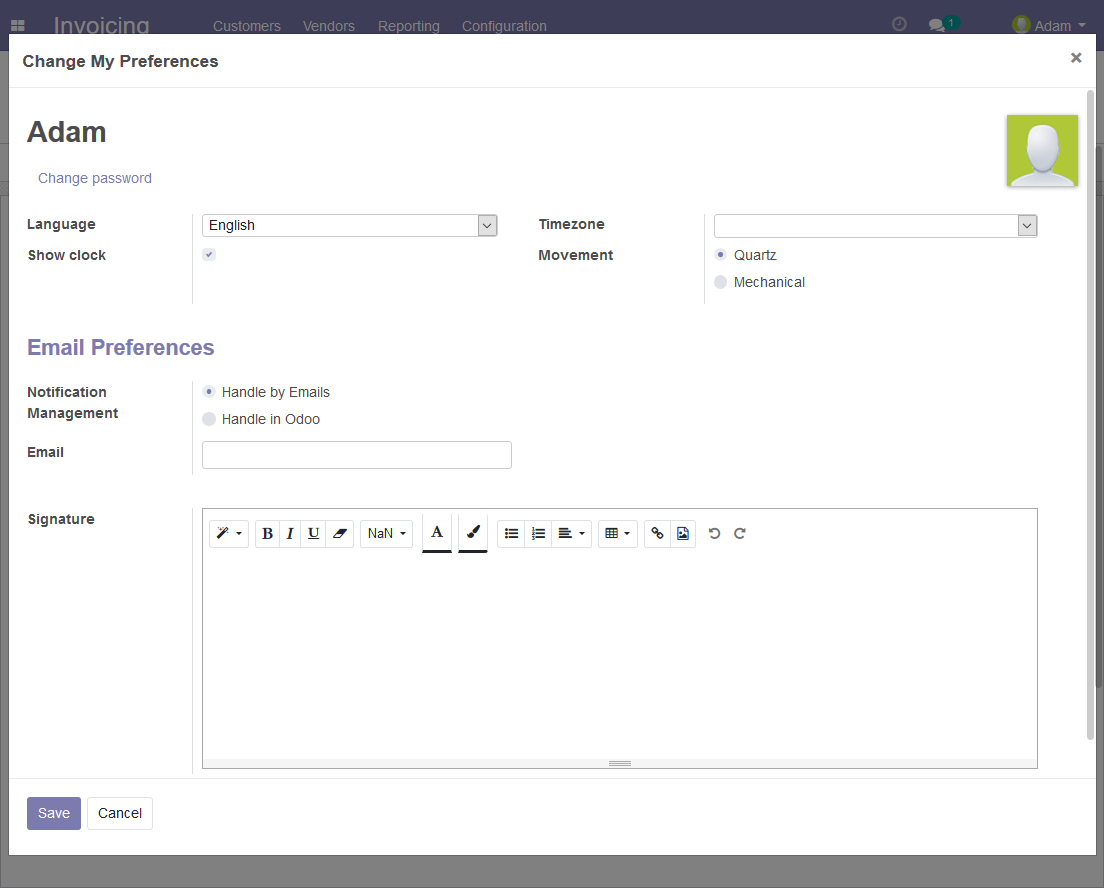 Invoicing Customers Vendors Reporting Configuration 1 Adam
Change My Preferences ×
Adam
Change password
Language English Timezone
Show clock Movement Quartz
Mechanical
Email Preferences
Notification Management Handle by Emails
Handle in Odoo
Email
Signature
B I U NaN A
Save Cancel